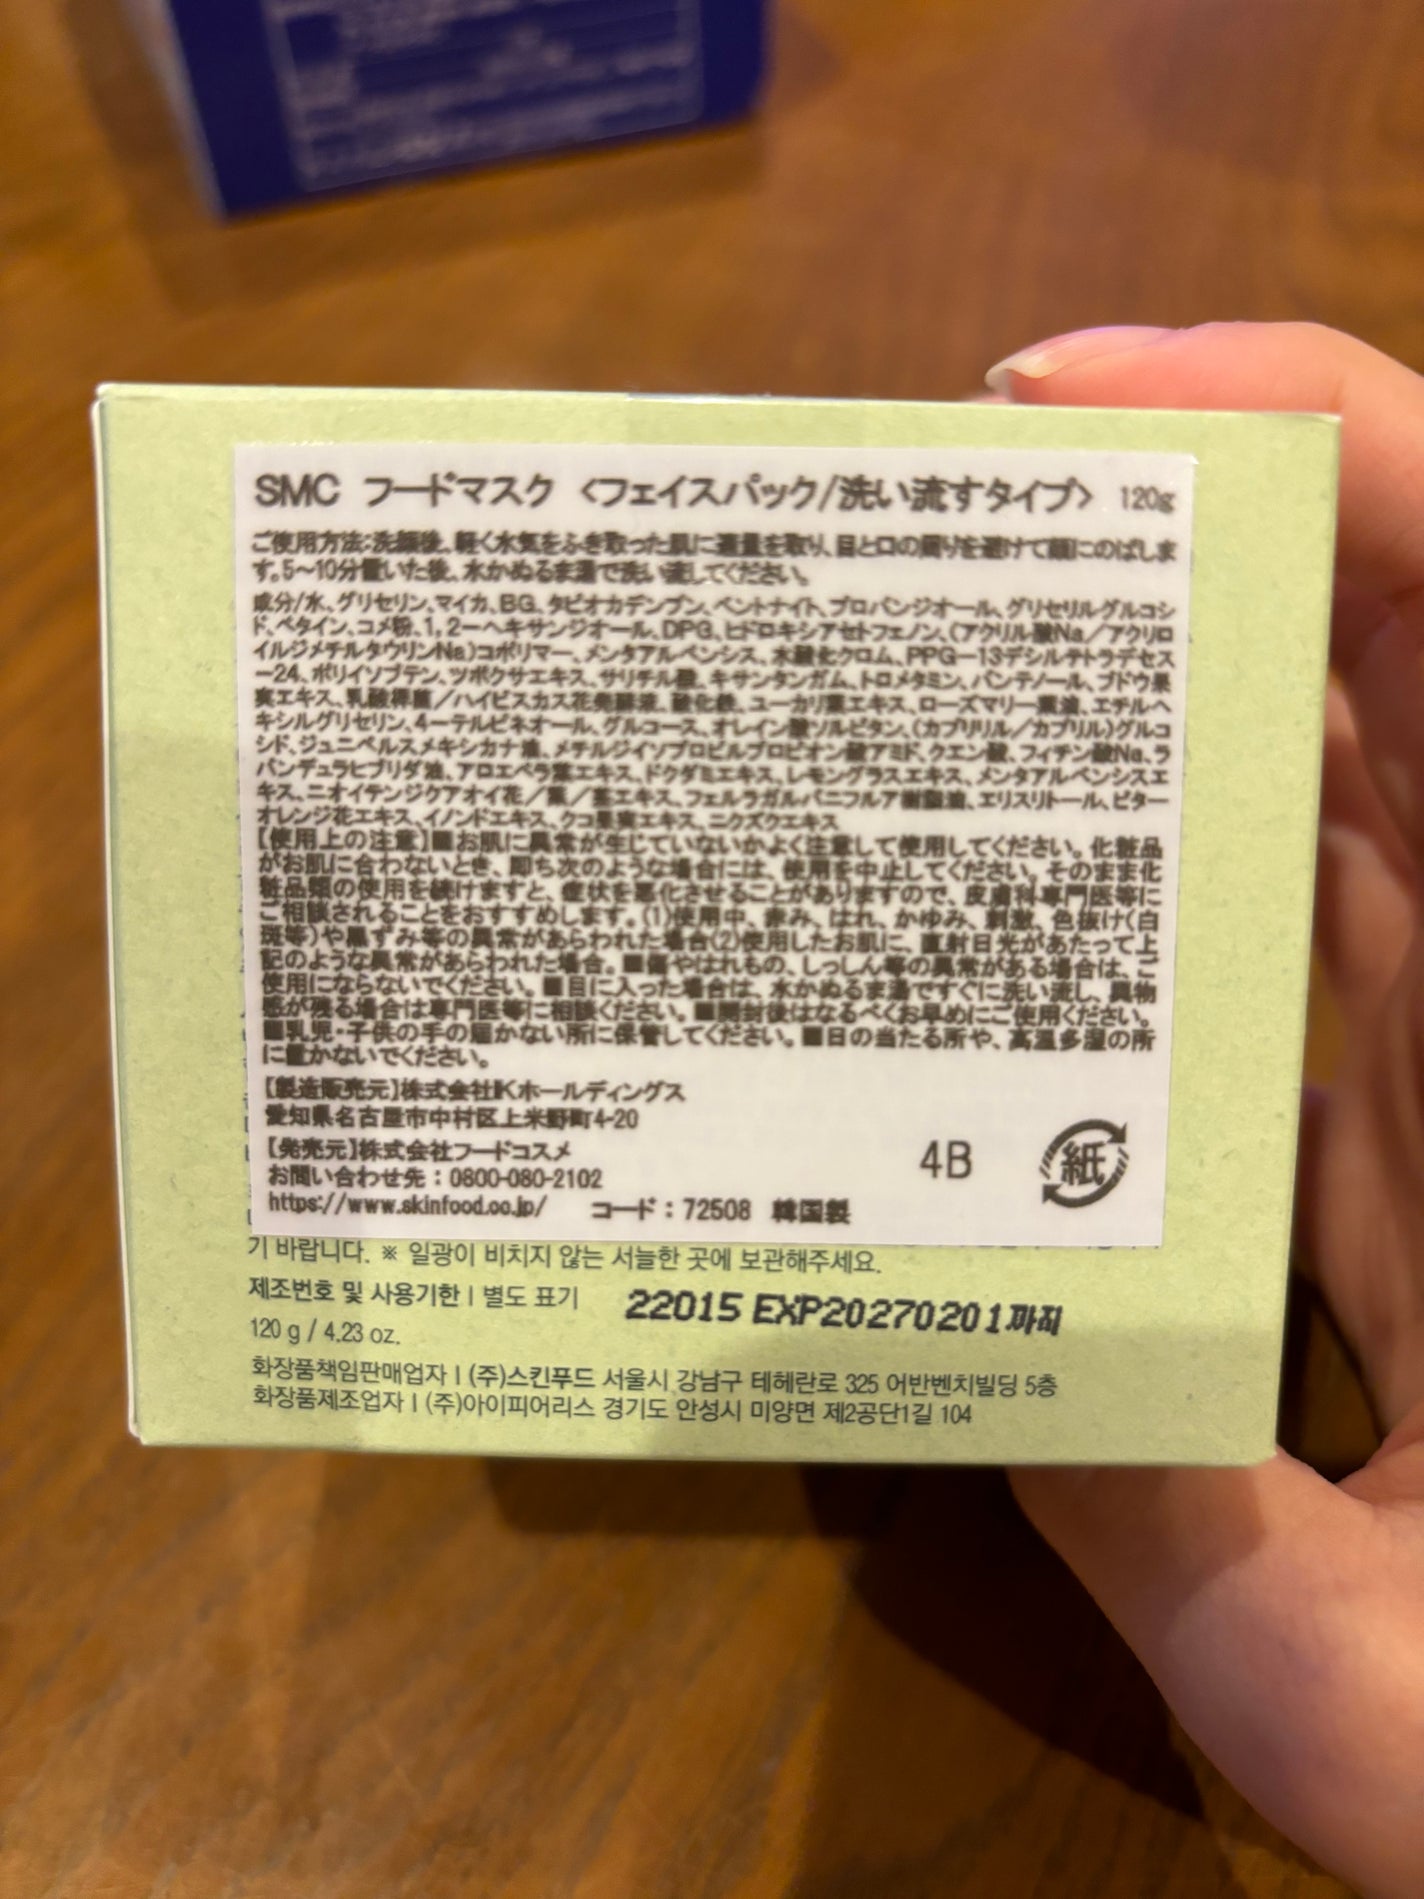 SMC フードマスク <フェイスパック/洗い流すタイプ> 120g
ご使用方法:洗顔後、軽く水気をふき取った肌に適量を取り、目と口の周りを避けて顔にのばしま
す。5～10分置いた後、水かぬるま湯で洗い流してください。
成分/水、グリセリン、マイカ、BG、タピオカデンプン、ベントナイト、プロパンジオール、グリセリルグルコシ
ド、ベタイン、コメ粉、1,2ーヘキサンジオール、DPG、ヒドロキシアセトフェノン、(アクリル酸Na/アクリロ
イルジメチルタウリンNa)コポリマー、メンタアルベンシス、水酸化クロム、PPGー13デシルテトラデセス
ー24、ポリイソブテン、ツボクサエキス、サリチル酸、キサンタンガム、トロメタミン、パンテノール、ブドウ果
実エキス、乳酸桿菌/ハイビスカス花発酵液、酸化鉄、ユーカリ葉エキス、ローズマリー葉油、エチルヘ
キシルグリセリン、4ーテルピネオール、グルコース、オレイン酸ソルビタン、(カプリリル/カプリル)グルコ
シド、ジュニペルスメキシカナ油、メチルジイソプロピルプロピオン酸アミド、クエン酸、フィチン酸Na、ラ
バンデュラヒブリダ油、アロエベラ葉エキス、ドクダミエキス、レモングラスエキス、メンタアルベンシスエ
キス、ニオイテンジクアオイ花/葉/茎エキス、フェルラガルバニフルア樹脂油、エリスリトール、ビター
オレンジ花エキス、イノンドエキス、クコ果実エキス、ニクズクエキス
【使用上の注意】■お肌に異常が生じていないかよく注意して使用してください。化粧品
がお肌に合わないとき、即ち次のような場合には、使用を中止してください。そのまま化
粧品類の使用を続けますと、症状を悪化させることがありますので、皮膚科専門医等に
ご相談されることをおすすめします。(1)使用中、赤み、はれ、かゆみ、刺激、色抜け(白
斑等)や黒ずみ等の異常があらわれた場合(2)使用したお肌に、直射日光があたって上
記のような異常があらわれた場合。■傷やはれもの、しっしん等の異常がある場合は、ご
使用にならないでください。■目に入った場合は、水かぬるま湯ですぐに洗い流し、異物
感が残る場合は専門医等に相談ください。■開封後はなるべくお早めにご使用ください。
■乳児・子供の手の届かない所に保管してください。■日の当たる所や、高温多湿の所
に置かないでください。
【製造販売元】株式会社IKホールディングス
愛知県名古屋市中村区上米野町4-20
【発売元】株式会社フードコスメ
お問い合わせ先：0800-080-2102
https://www.skinfood.co.jp/ コード：72508 韓国製
4B 紙
기 바랍니다. ※ 일광이 비치지 않는 서늘한 곳에 보관해주세요.
제조번호 및 사용기한 | 별도 표기 22015 EXP20270201까지
120 g / 4.23 oz.
화장품책임판매업자 | (주)스킨푸드 서울시 강남구 테헤란로 325 어반벤치빌딩 5층
화장품제조업자 | (주)아이피어리스 경기도 안성시 미양면 제2공단1길 104